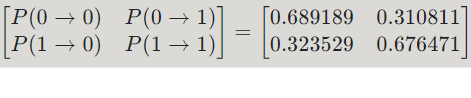 [P(0 → 0) P(0 → 1)] = [0.689189 0.310811]
[P(1 → 0) P(1 → 1)] [0.323529 0.676471]